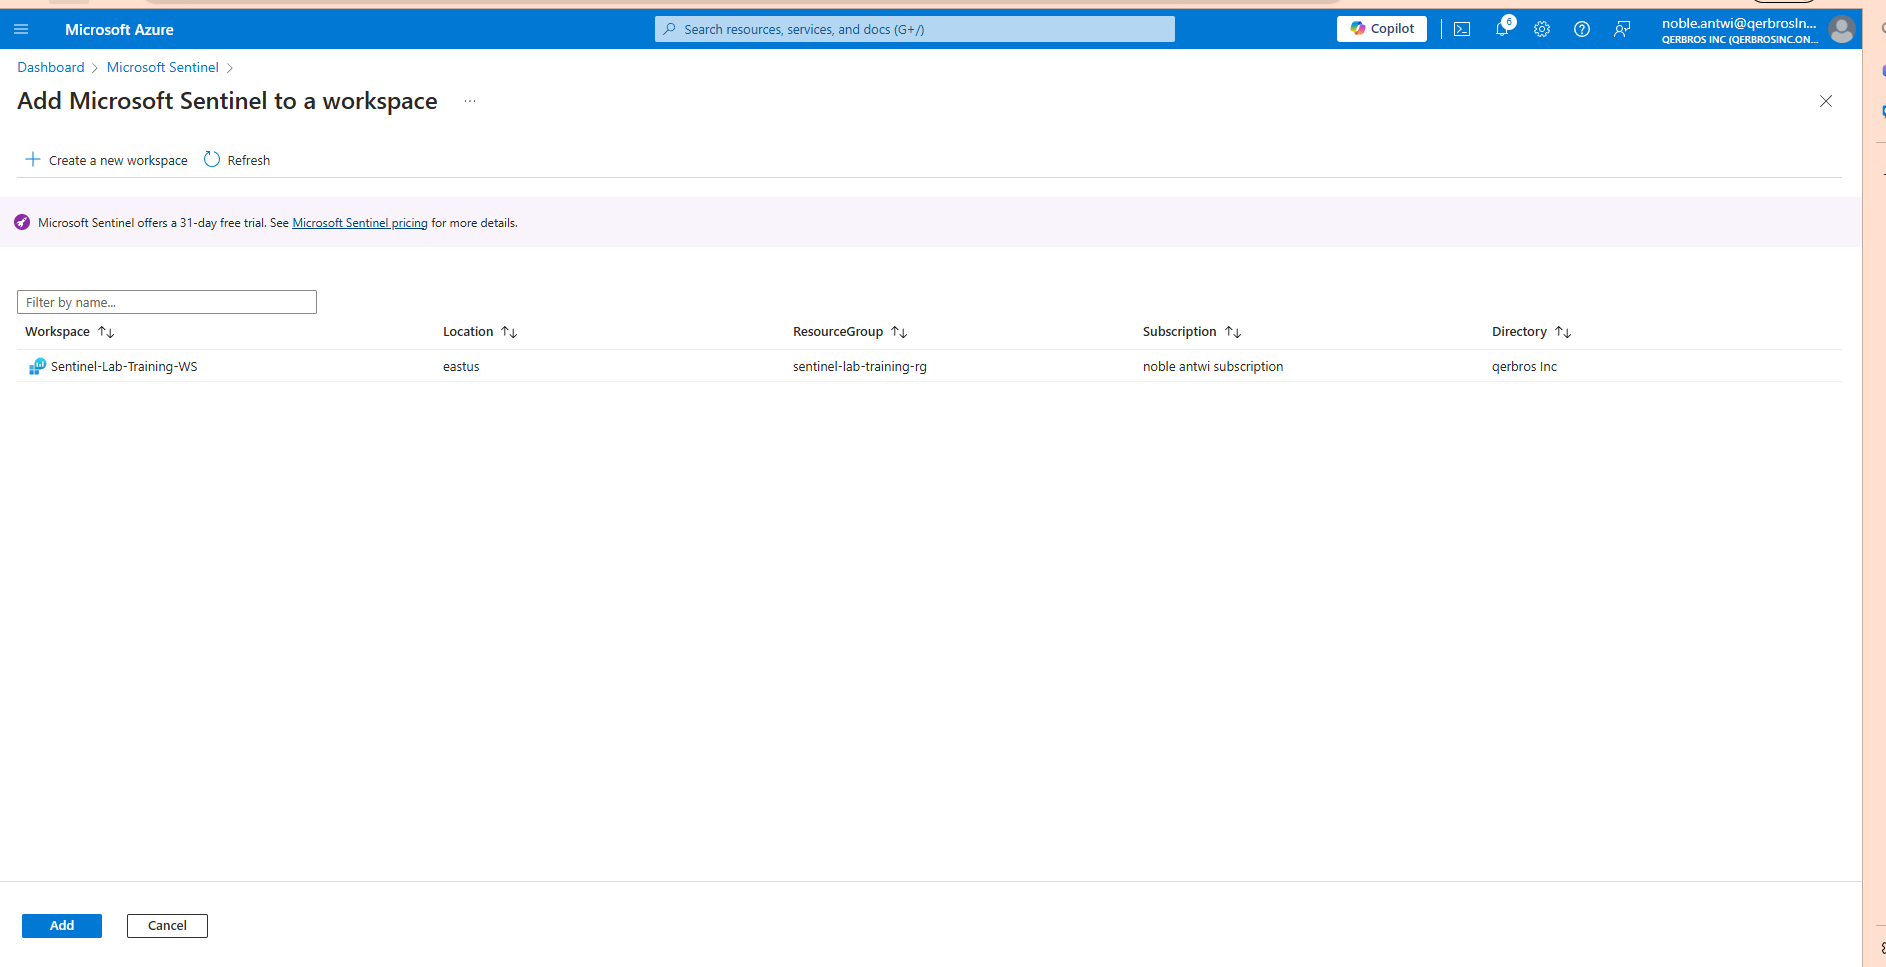 Microsoft Azure
Search resources, services, and docs (G+/)
Copilot
6
noble.antwi@qerbrosIn...
QERBROS INC (QERBROSINC.ON...
Dashboard > Microsoft Sentinel >
Add Microsoft Sentinel to a workspace ...
Create a new workspace
Refresh
Microsoft Sentinel offers a 31-day free trial. See Microsoft Sentinel pricing for more details.
Filter by name...
Workspace ↑↓ Location ↑↓ ResourceGroup ↑↓ Subscription ↑↓ Directory ↑↓
Sentinel-Lab-Training-WS eastus sentinel-lab-training-rg noble antwi subscription qerbros Inc
Add
Cancel